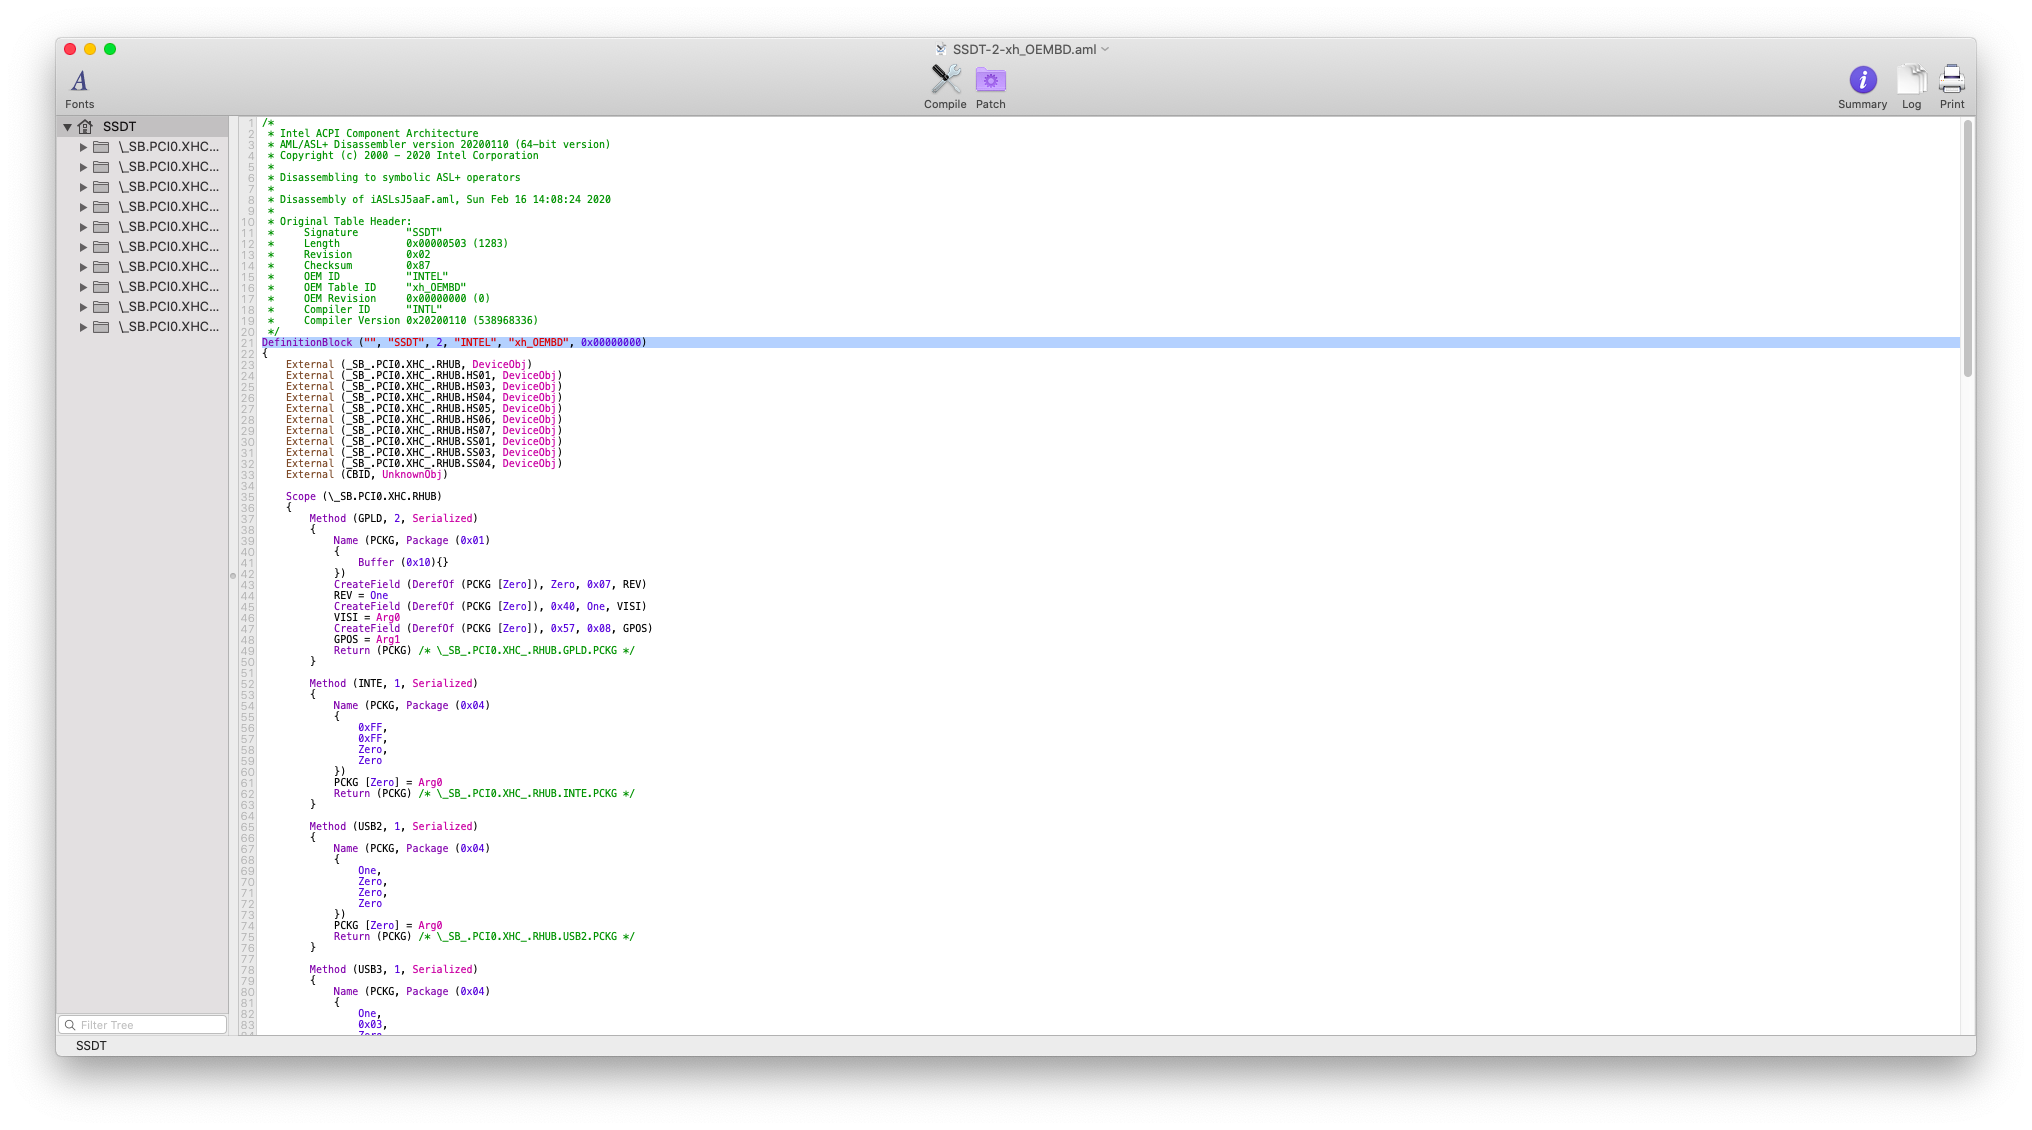 SSDT-2-xh_OEMBD.aml
Fonts
Compile
Patch
Summary
Log
Print
SSDT
\_SB.PCI0.XHC...
\_SB.PCI0.XHC...
\_SB.PCI0.XHC...
\_SB.PCI0.XHC...
\_SB.PCI0.XHC...
\_SB.PCI0.XHC...
\_SB.PCI0.XHC...
\_SB.PCI0.XHC...
\_SB.PCI0.XHC...
\_SB.PCI0.XHC...
Filter Tree
1 /*
2 * Intel ACPI Component Architecture
3 * AML/ASL+ Disassembler version 20200110 (64-bit version)
4 * Copyright (c) 2000 - 2020 Intel Corporation
5 *
6 * Disassembling to symbolic ASL+ operators
7 *
8 * Disassembly of iASLsJ5aaF.aml, Sun Feb 16 14:08:24 2020
9 *
10 * Original Table Header:
11 * Signature "SSDT"
12 * Length 0x00000503 (1283)
13 * Revision 0x02
14 * Checksum 0x87
15 * OEM ID "INTEL"
16 * OEM Table ID "xh_OEMBD"
17 * OEM Revision 0x00000000 (0)
18 * Compiler ID "INTL"
19 * Compiler Version 0x20200110 (538968336)
20 */
21 DefinitionBlock ("", "SSDT", 2, "INTEL", "xh_OEMBD", 0x00000000)
22 {
23 External (_SB_.PCI0.XHC_.RHUB, DeviceObj)
24 External (_SB_.PCI0.XHC_.RHUB.HS01, DeviceObj)
25 External (_SB_.PCI0.XHC_.RHUB.HS03, DeviceObj)
26 External (_SB_.PCI0.XHC_.RHUB.HS04, DeviceObj)
27 External (_SB_.PCI0.XHC_.RHUB.HS05, DeviceObj)
28 External (_SB_.PCI0.XHC_.RHUB.HS06, DeviceObj)
29 External (_SB_.PCI0.XHC_.RHUB.HS07, DeviceObj)
30 External (_SB_.PCI0.XHC_.RHUB.SS01, DeviceObj)
31 External (_SB_.PCI0.XHC_.RHUB.SS03, DeviceObj)
32 External (_SB_.PCI0.XHC_.RHUB.SS04, DeviceObj)
33 External (CBID, UnknownObj)
34
35 Scope (\_SB.PCI0.XHC.RHUB)
36 {
37 Method (GPLD, 2, Serialized)
38 {
39 Name (PCKG, Package (0x01)
40 {
41 Buffer (0x10){}
42 })
43 CreateField (DerefOf (PCKG [Zero]), Zero, 0x07, REV)
44 REV = One
45 CreateField (DerefOf (PCKG [Zero]), 0x40, One, VISI)
46 VISI = Arg0
47 CreateField (DerefOf (PCKG [Zero]), 0x57, 0x08, GPOS)
48 GPOS = Arg1
49 Return (PCKG) /* \_SB_.PCI0.XHC_.RHUB.GPLD.PCKG */
50 }
51
52 Method (INTE, 1, Serialized)
53 {
54 Name (PCKG, Package (0x04)
55 {
56 0xFF,
57 0xFF,
58 Zero,
59 Zero
60 })
61 PCKG [Zero] = Arg0
62 Return (PCKG) /* \_SB_.PCI0.XHC_.RHUB.INTE.PCKG */
63 }
64
65 Method (USB2, 1, Serialized)
66 {
67 Name (PCKG, Package (0x04)
68 {
69 One,
70 Zero,
71 Zero,
72 Zero
73 })
74 PCKG [Zero] = Arg0
75 Return (PCKG) /* \_SB_.PCI0.XHC_.RHUB.USB2.PCKG */
76 }
77
78 Method (USB3, 1, Serialized)
79 {
80 Name (PCKG, Package (0x04)
81 {
82 One,
83 0x03,
SSDT